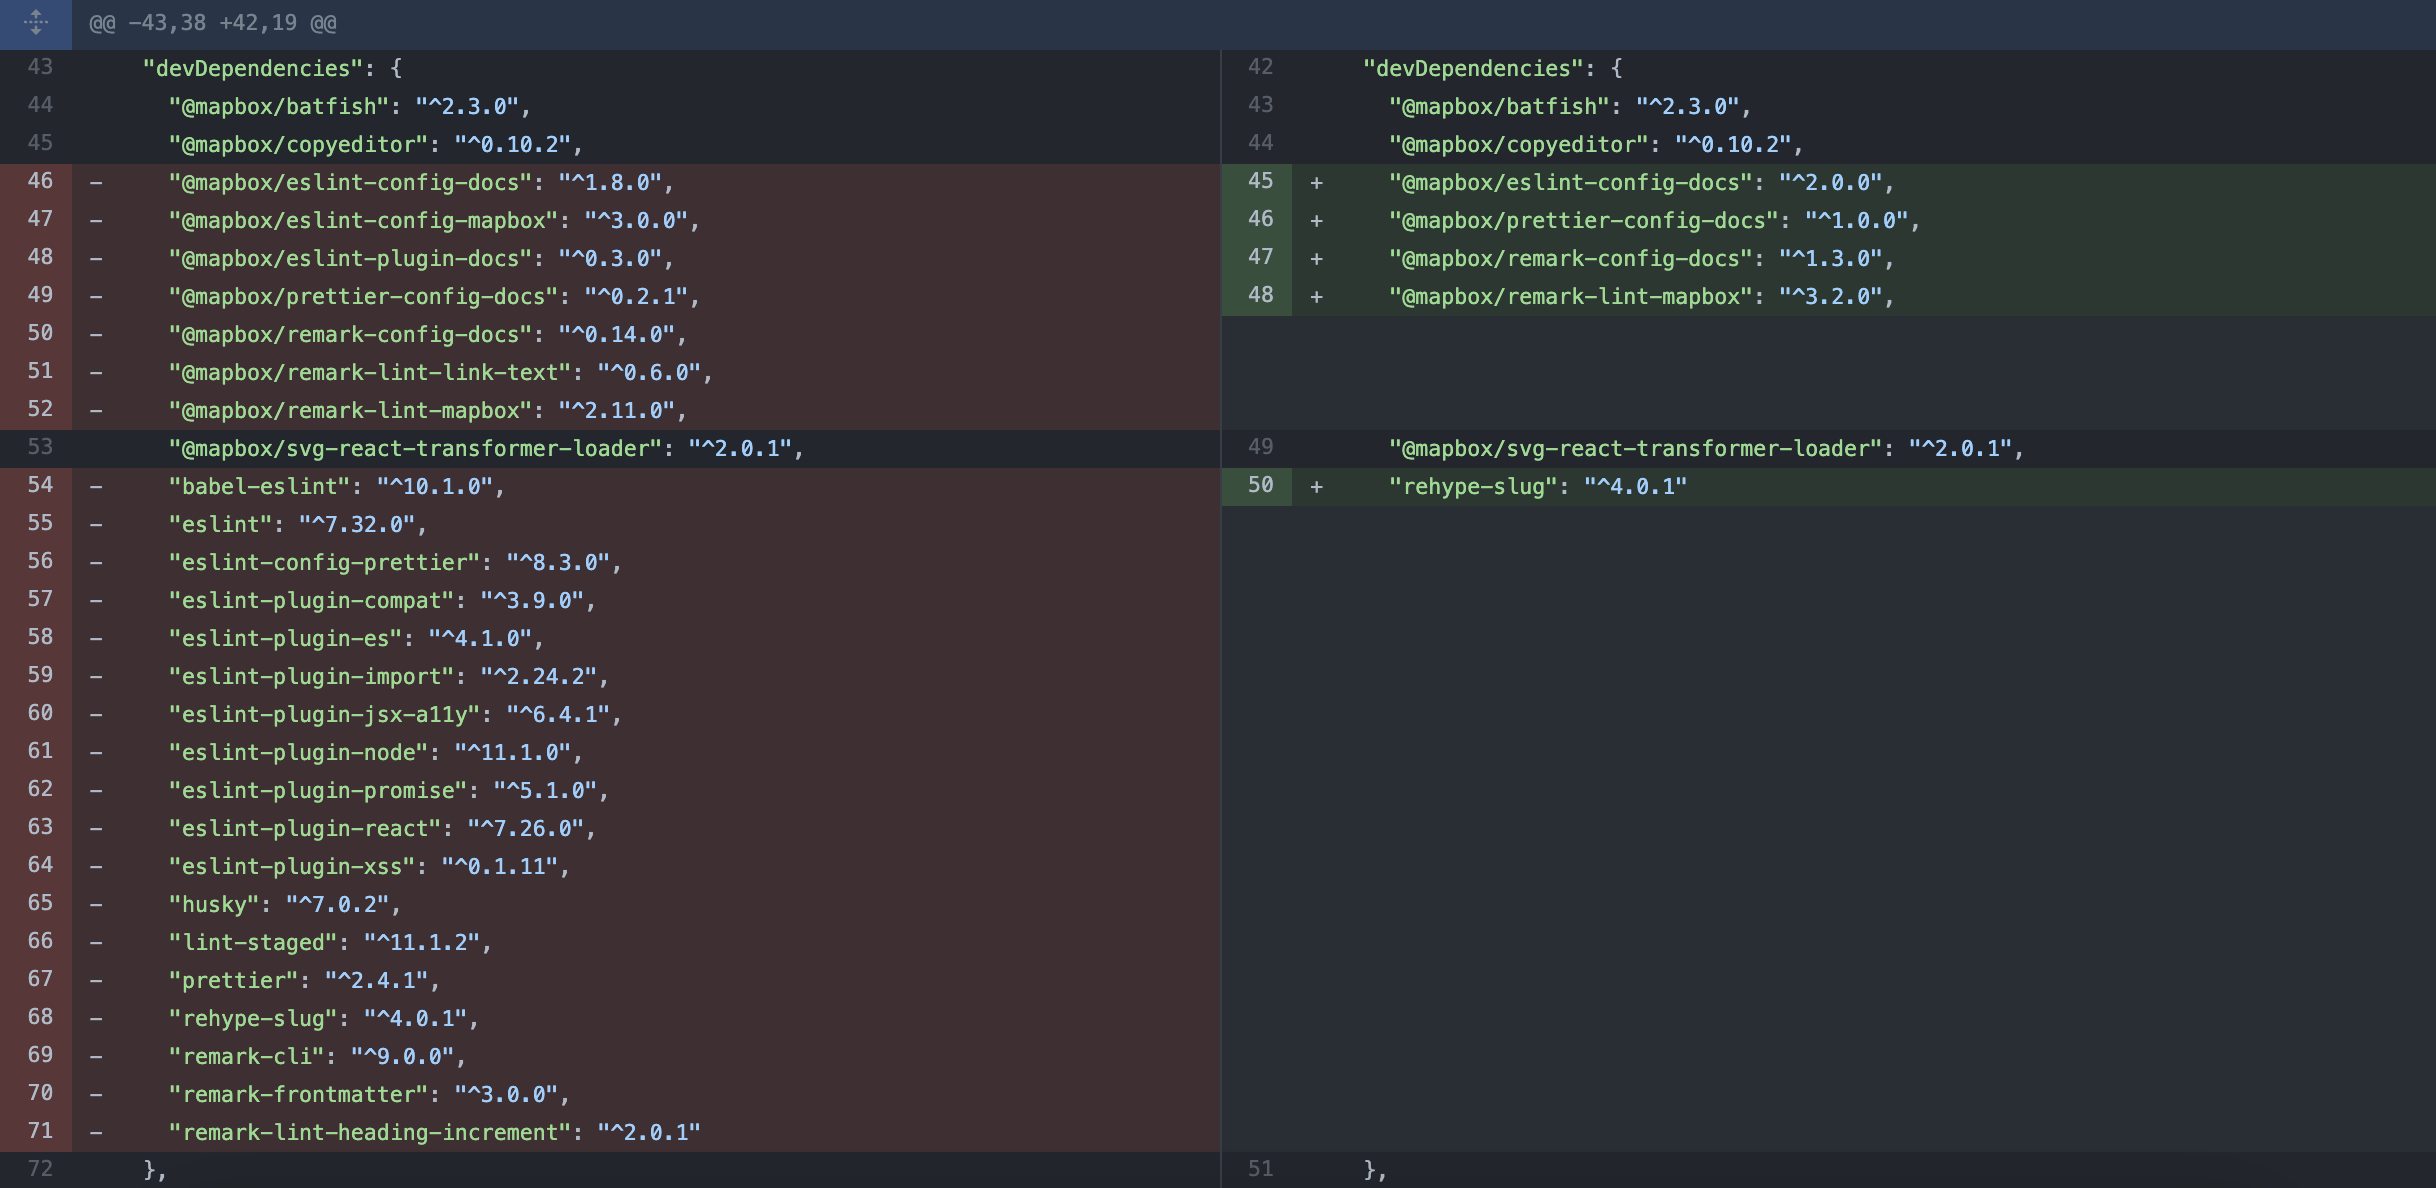 @@ -43,38 +42,19 @@
43 "devDependencies": {
44 "@mapbox/batfish": "^2.3.0",
45 "@mapbox/copyeditor": "^0.10.2",
46 - "@mapbox/eslint-config-docs": "^1.8.0",
47 - "@mapbox/eslint-config-mapbox": "^3.0.0",
48 - "@mapbox/eslint-plugin-docs": "^0.3.0",
49 - "@mapbox/prettier-config-docs": "^0.2.1",
50 - "@mapbox/remark-config-docs": "^0.14.0",
51 - "@mapbox/remark-lint-link-text": "^0.6.0",
52 - "@mapbox/remark-lint-mapbox": "^2.11.0",
53 "@mapbox/svg-react-transformer-loader": "^2.0.1",
54 - "babel-eslint": "^10.1.0",
55 - "eslint": "^7.32.0",
56 - "eslint-config-prettier": "^8.3.0",
57 - "eslint-plugin-compat": "^3.9.0",
58 - "eslint-plugin-es": "^4.1.0",
59 - "eslint-plugin-import": "^2.24.2",
60 - "eslint-plugin-jsx-a11y": "^6.4.1",
61 - "eslint-plugin-node": "^11.1.0",
62 - "eslint-plugin-promise": "^5.1.0",
63 - "eslint-plugin-react": "^7.26.0",
64 - "eslint-plugin-xss": "^0.1.11",
65 - "husky": "^7.0.2",
66 - "lint-staged": "^11.1.2",
67 - "prettier": "^2.4.1",
68 - "rehype-slug": "^4.0.1",
69 - "remark-cli": "^9.0.0",
70 - "remark-frontmatter": "^3.0.0",
71 - "remark-lint-heading-increment": "^2.0.1"
72 },
42 "devDependencies": {
43 "@mapbox/batfish": "^2.3.0",
44 "@mapbox/copyeditor": "^0.10.2",
45 + "@mapbox/eslint-config-docs": "^2.0.0",
46 + "@mapbox/prettier-config-docs": "^1.0.0",
47 + "@mapbox/remark-config-docs": "^1.3.0",
48 + "@mapbox/remark-lint-mapbox": "^3.2.0",
49 "@mapbox/svg-react-transformer-loader": "^2.0.1",
50 + "rehype-slug": "^4.0.1"
51 },